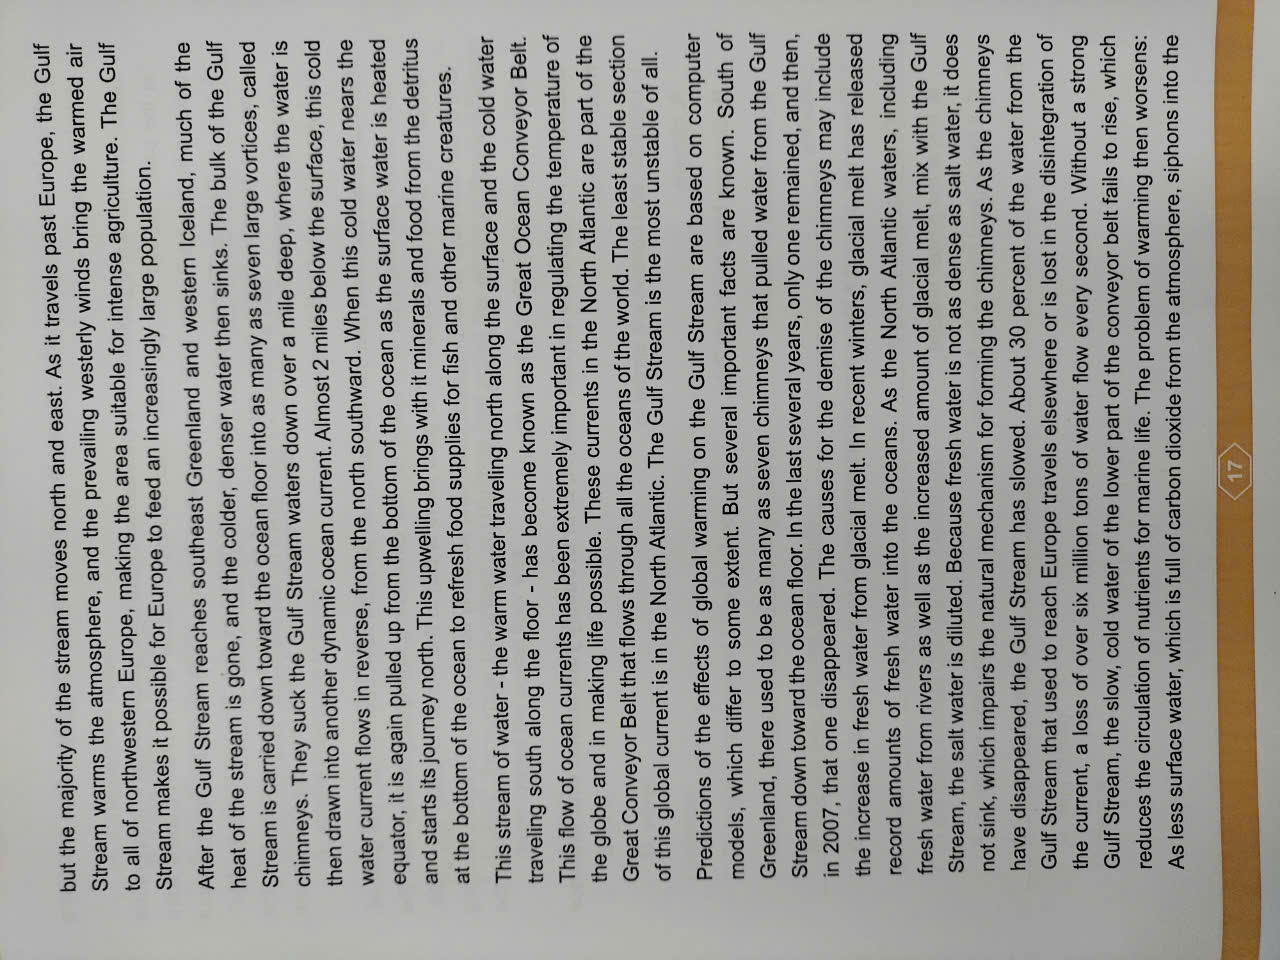 but the majority of the stream moves north and east. As it travels past Europe, the Gulf
Stream warms the atmosphere, and the prevailing westerly winds bring the warmed air
to all of northwestern Europe, making the area suitable for intense agriculture. The Gulf
Stream makes it possible for Europe to feed an increasingly large population.
After the Gulf Stream reaches southeast Greenland and western Iceland, much of the
heat of the stream is gone, and the colder, denser water then sinks. The bulk of the Gulf
Stream is carried down toward the ocean floor into as many as seven large vortices, called
chimneys. They suck the Gulf Stream waters down over a mile deep, where the water is
then drawn into another dynamic ocean current. Almost 2 miles below the surface, this cold
water current flows in reverse, from the north southward. When this cold water nears the
equator, it is again pulled up from the bottom of the ocean as the surface water is heated
and starts its journey north. This upwelling brings with it minerals and food from the detritus
at the bottom of the ocean to refresh food supplies for fish and other marine creatures.
This stream of water - the warm water traveling north along the surface and the cold water
traveling south along the floor - has become known as the Great Ocean Conveyor Belt.
This flow of ocean currents has been extremely important in regulating the temperature of
the globe and in making life possible. These currents in the North Atlantic are part of the
Great Conveyor Belt that flows through all the oceans of the world. The least stable section
of this global current is in the North Atlantic. The Gulf Stream is the most unstable of all.
Predictions of the effects of global warming on the Gulf Stream are based on computer
models, which differ to some extent. But several important facts are known. South of
Greenland, there used to be as many as seven chimneys that pulled water from the Gulf
Stream down toward the ocean floor. In the last several years, only one remained, and then,
in 2007, that one disappeared. The causes for the demise of the chimneys may include
the increase in fresh water from glacial melt. In recent winters, glacial melt has released
record amounts of fresh water into the oceans. As the North Atlantic waters, including
fresh water from rivers as well as the increased amount of glacial melt, mix with the Gulf
Stream, the salt water is diluted. Because fresh water is not as dense as salt water, it does
not sink, which impairs the natural mechanism for forming the chimneys. As the chimneys
have disappeared, the Gulf Stream has slowed. About 30 percent of the water from the
Gulf Stream that used to reach Europe travels elsewhere or is lost in the disintegration of
the current, a loss of over six million tons of water flow every second. Without a strong
Gulf Stream, the slow, cold water of the lower part of the conveyor belt fails to rise, which
reduces the circulation of nutrients for marine life. The problem of warming then worsens:
As less surface water, which is full of carbon dioxide from the atmosphere, siphons into the
17